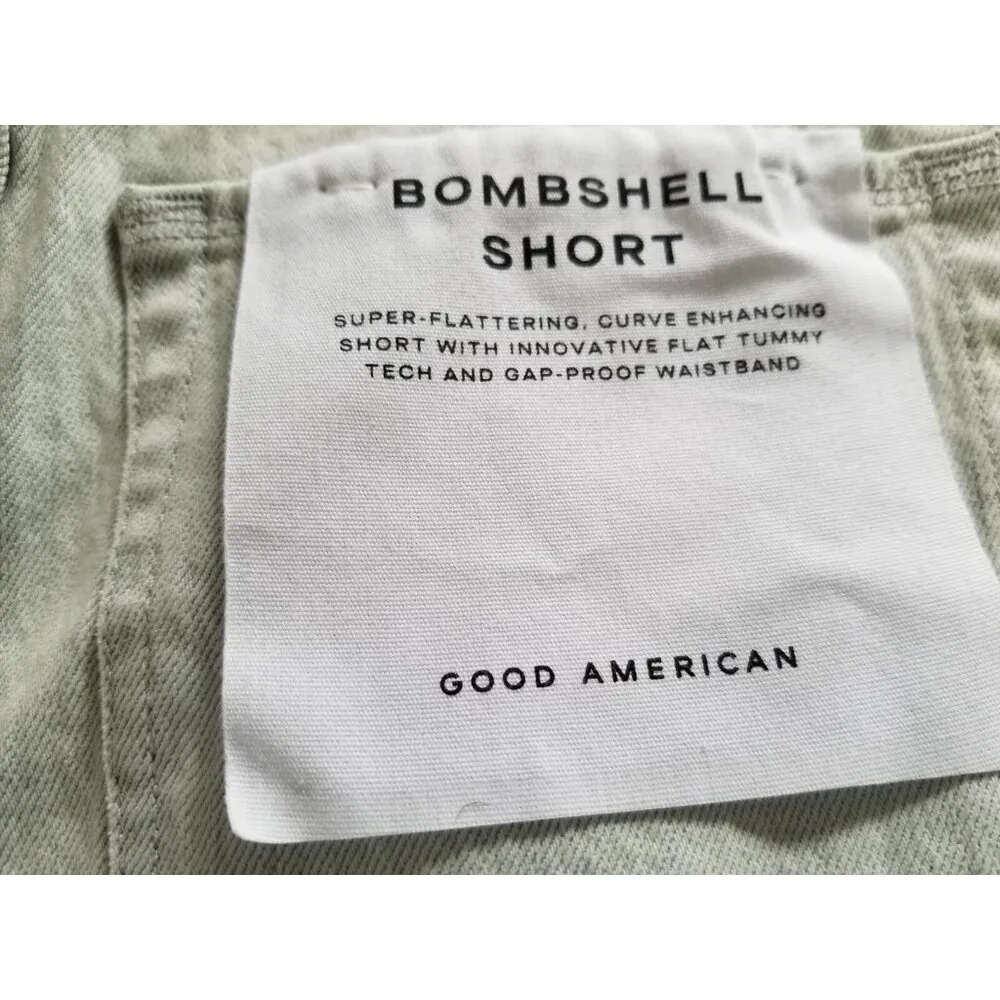 BOMBSHELL
SHORT
SUPER-FLATTERING, CURVE ENHANCING
SHORT WITH INNOVATIVE FLAT TUMMY
TECH AND GAP-PROOF WAISTBAND
GOOD AMERICAN